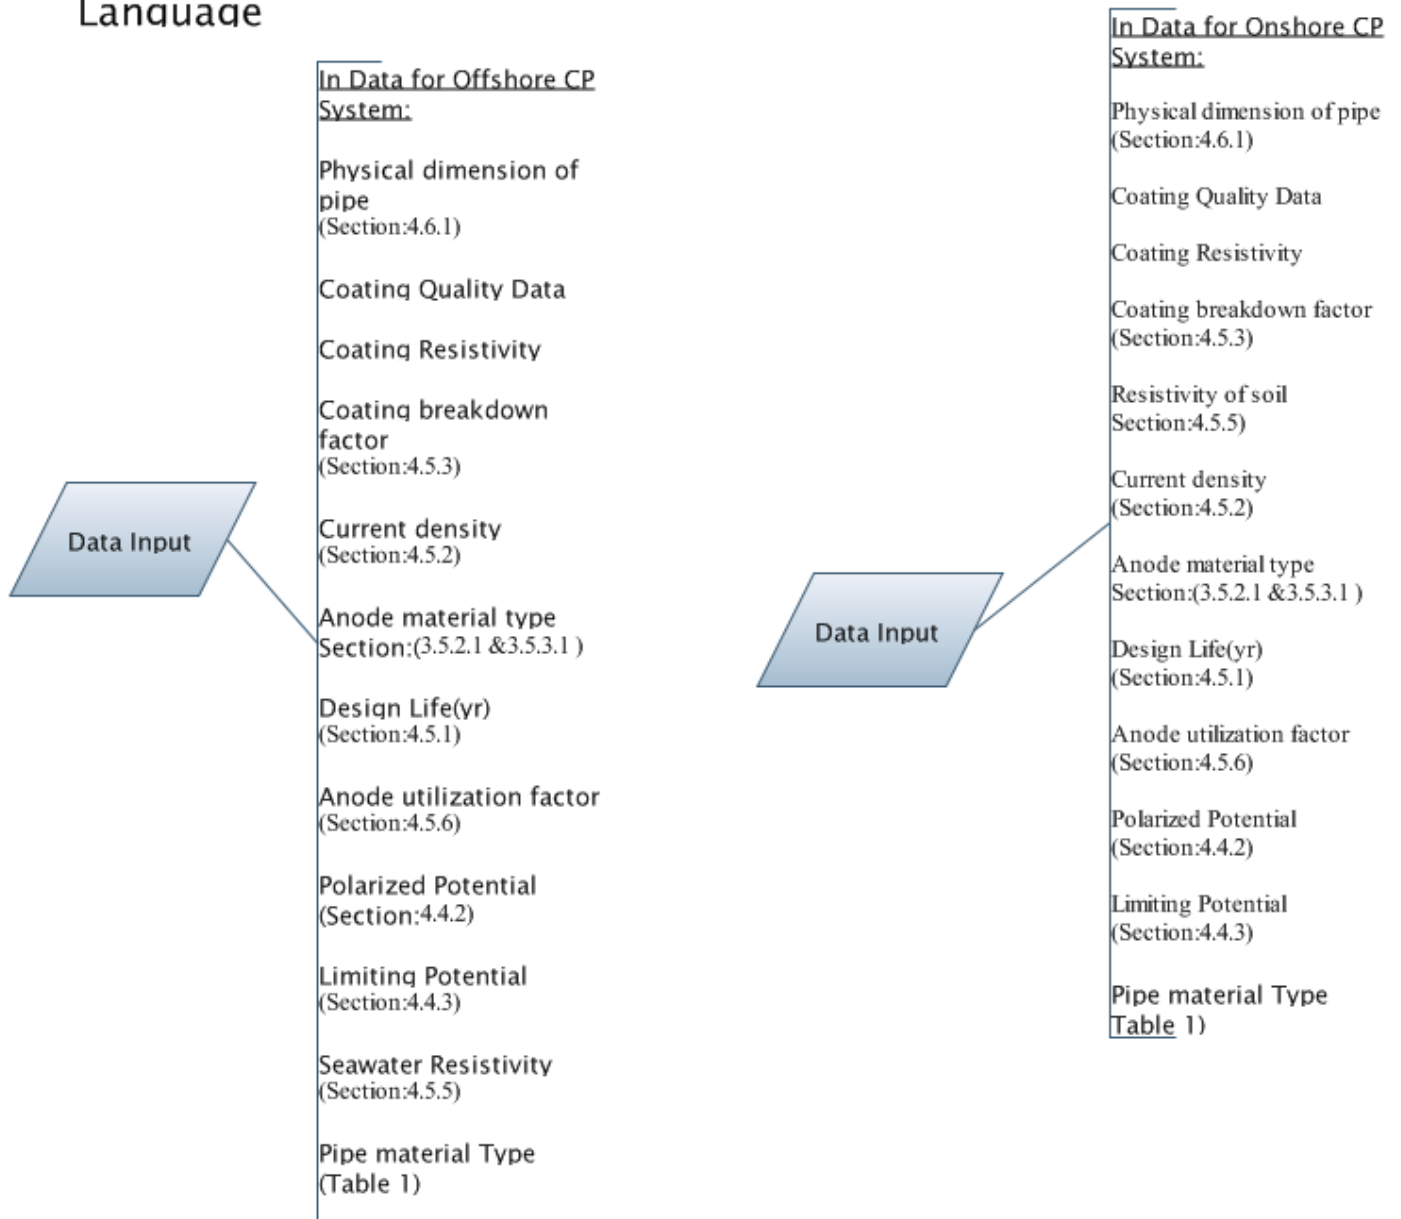 Language
In Data for Offshore CP
System:
Physical dimension of
pipe
(Section:4.6.1)
Coating Quality Data
Coating Resistivity
Coating breakdown
factor
(Section:4.5.3)
Current density
(Section:4.5.2)
Anode material type
Section:(3.5.2.1 &3.5.3.1 )
Design Life(yr)
(Section:4.5.1)
Anode utilization factor
(Section:4.5.6)
Polarized Potential
(Section:4.4.2)
Limiting Potential
(Section:4.4.3)
Seawater Resistivity
(Section:4.5.5)
Pipe material Type
(Table 1)
Data Input
In Data for Onshore CP
System:
Physical dimension of pipe
(Section:4.6.1)
Coating Quality Data
Coating Resistivity
Coating breakdown factor
(Section:4.5.3)
Resistivity of soil
Section:4.5.5)
Current density
(Section:4.5.2)
Anode material type
Section:(3.5.2.1 &3.5.3.1 )
Design Life(yr)
(Section:4.5.1)
Anode utilization factor
(Section:4.5.6)
Polarized Potential
(Section:4.4.2)
Limiting Potential
(Section:4.4.3)
Pipe material Type
Table 1)
Data Input